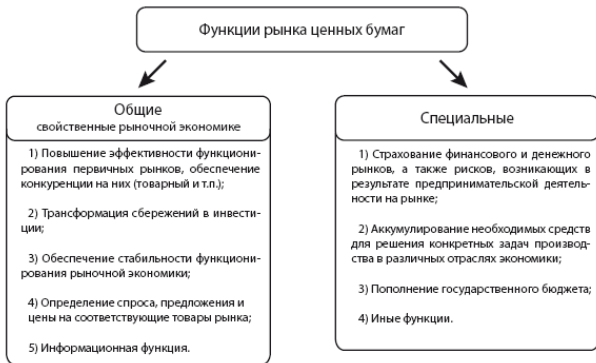 Функции рынка ценных бумаг
Общие
свойственные рыночной экономике
1) Повышение эффективности функциони-
рования первичных рынков, обеспечение
конкуренции на них (товарный и т.п.);
2) Трансформация сбережений в инвести-
ции;
3) Обеспечение стабильности функциони-
рования рыночной экономики;
4) Определение спроса, предложения и
цены на соответствующие товары рынка;
5) Информационная функция.
Специальные
1) Страхование финансового и денежного
рынков, а также рисков, возникающих в
результате предпринимательской деятель-
ности на рынке;
2) Аккумулирование необходимых средств
для решения конкретных задач производ-
ства в различных отраслях экономики;
3) Пополнение государственного бюджета;
4) Иные функции.